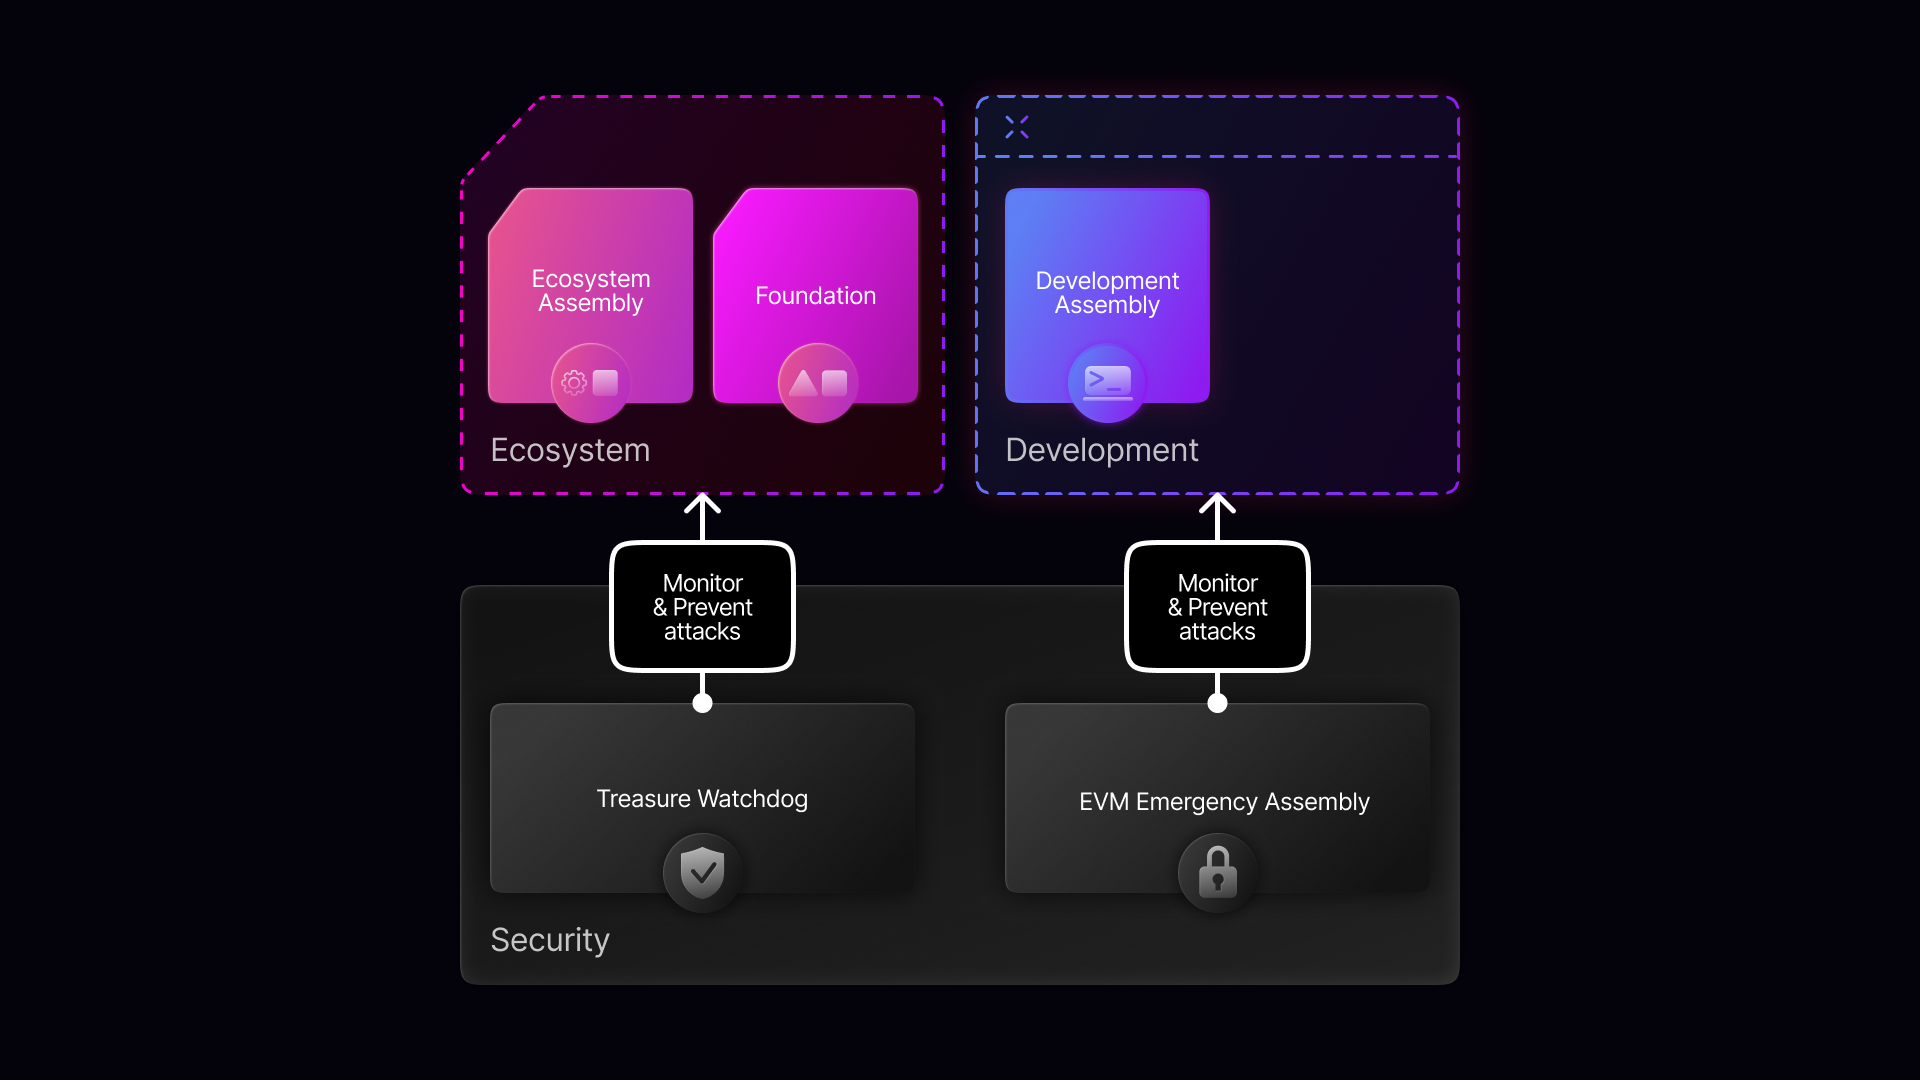 Ecosystem
Assembly
Foundation
Ecosystem
Development
Assembly
Development
Monitor
& Prevent
attacks
Monitor
& Prevent
attacks
Treasure Watchdog
EVM Emergency Assembly
Security